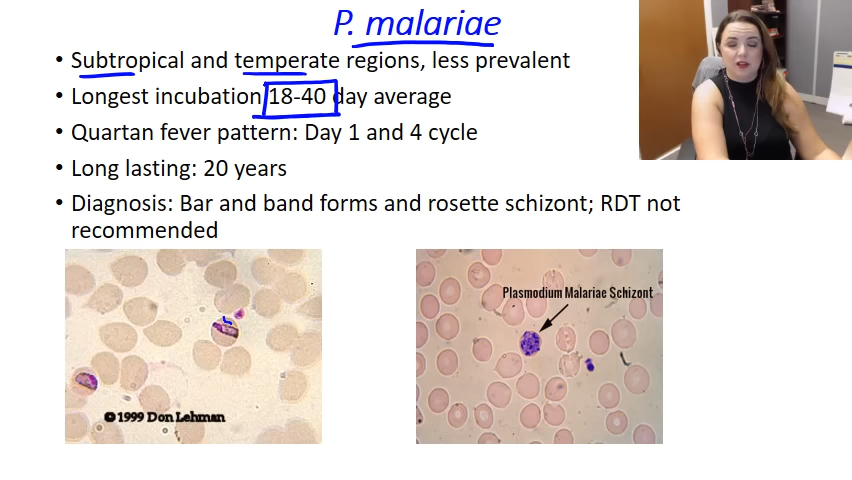 P. malariae
• Subtropical and temperate regions, less prevalent
• Longest incubation 18-40 day average
• Quartan fever pattern: Day 1 and 4 cycle
• Long lasting: 20 years
• Diagnosis: Bar and band forms and rosette schizont; RDT not
recommended
Plasmodium Malariae Schizont
© 1999 Don Lehman